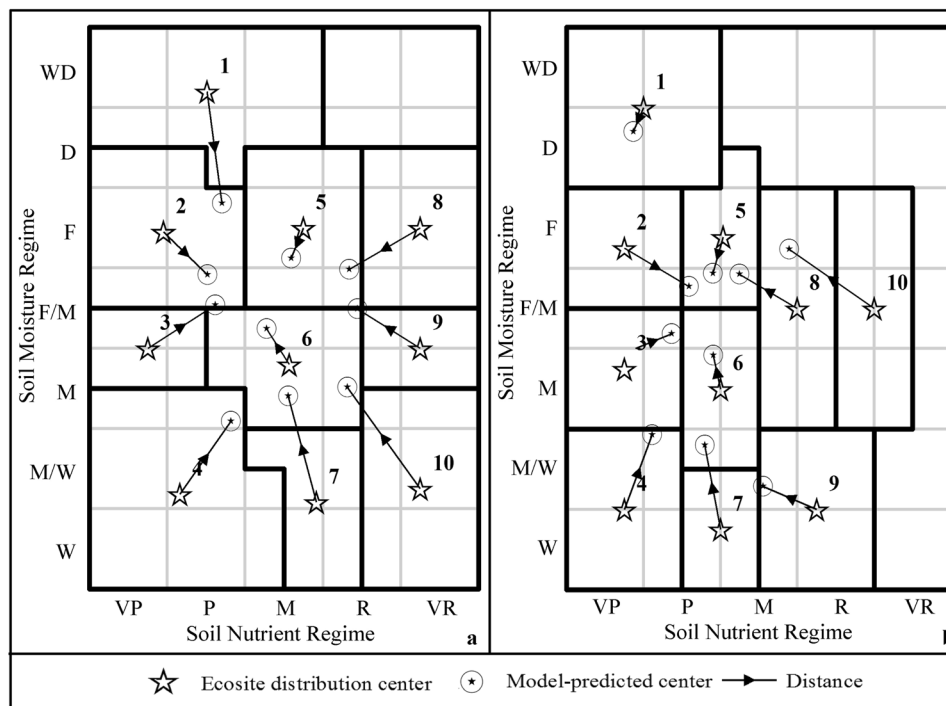 Soil Moisture Regime
WD
D
F
F/M
M
M/W
W
1
2
5
8
3
6
9
4
7
10
VP P M R VR
Soil Nutrient Regime
a
Soil Moisture Regime
WD
D
F
F/M
M
M/W
W
1
2
5
8
10
3
6
4
7
9
VP P M R VR
Soil Nutrient Regime
Ecosite distribution center
Model-predicted center
Distance